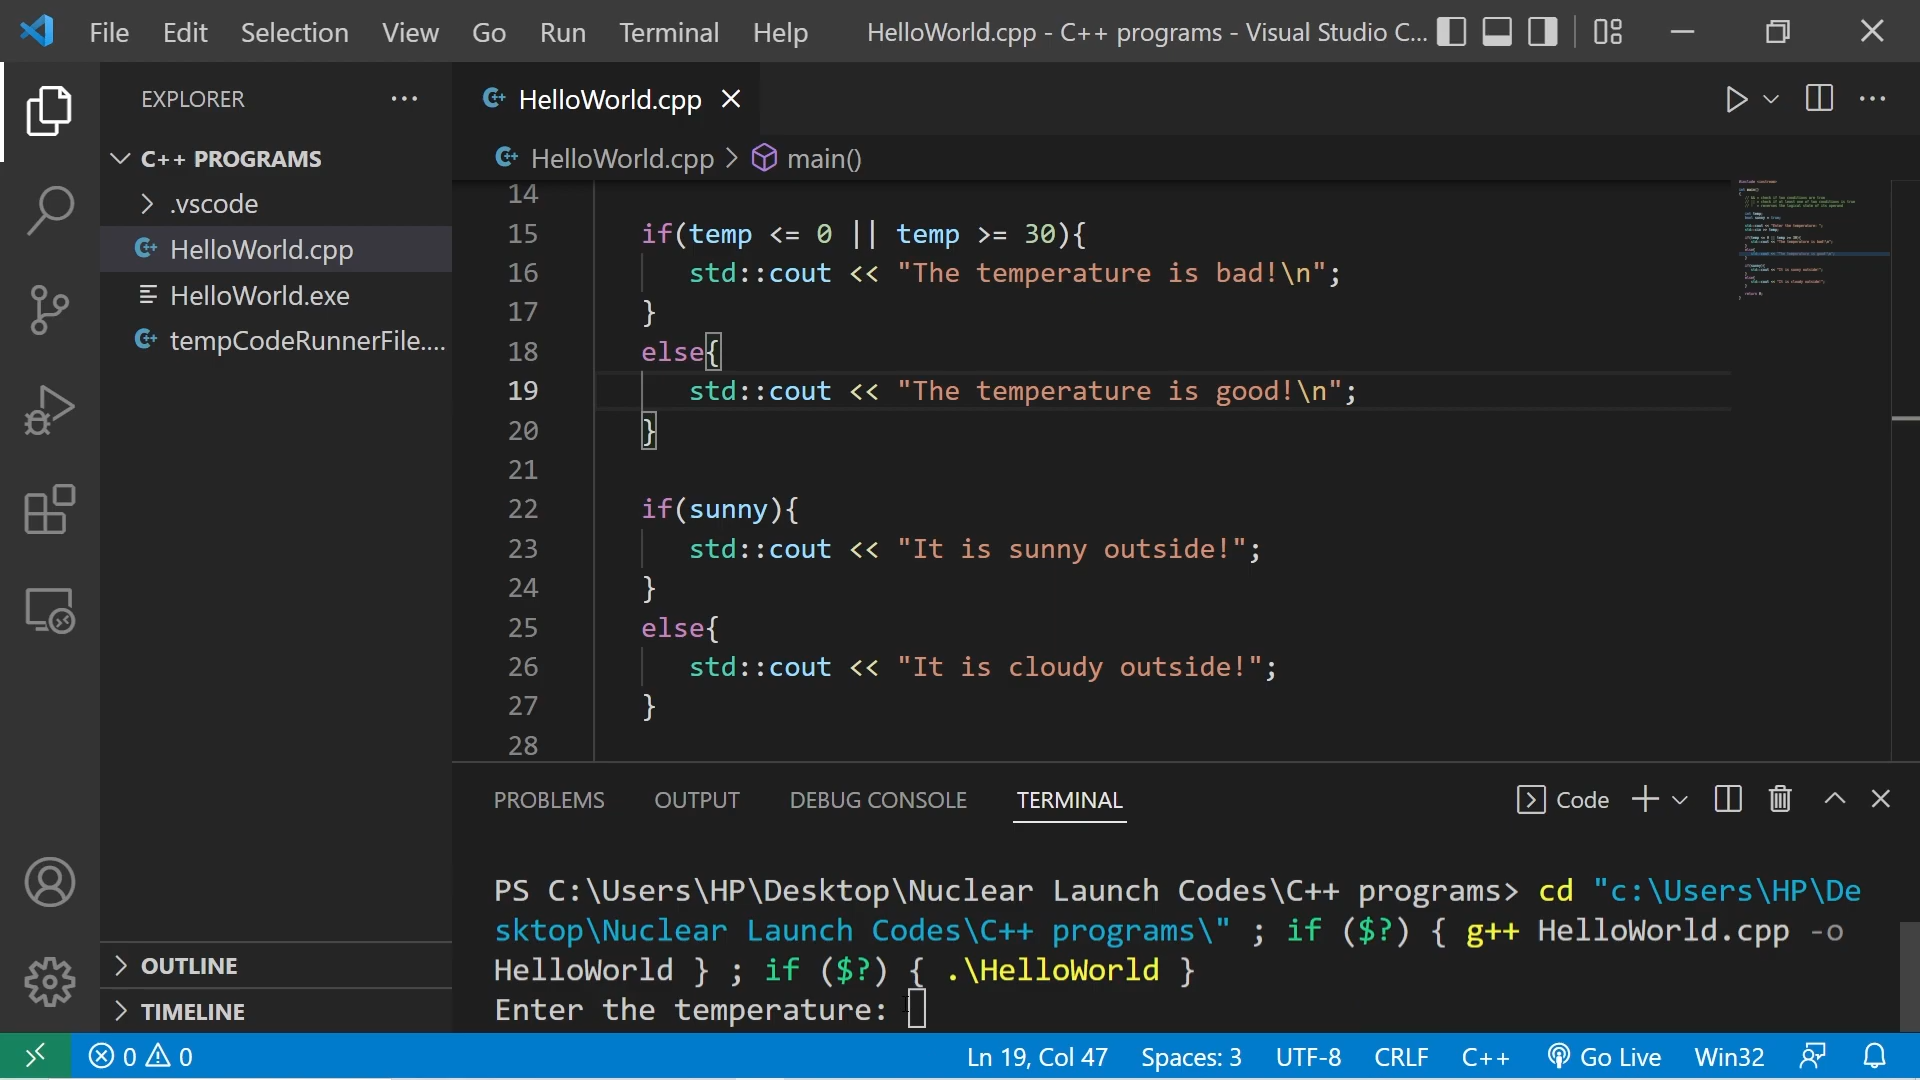 File Edit Selection View Go Run Terminal Help HelloWorld.cpp - C++ programs - Visual Studio C...
EXPLORER
C++ PROGRAMS
.vscode
HelloWorld.cpp
HelloWorld.exe
tempCodeRunnerFile....
OUTLINE
TIMELINE
HelloWorld.cpp
HelloWorld.cpp > main()
14
15 if(temp <= 0 || temp >= 30){
16 std::cout << "The temperature is bad!\n";
17 }
18 else{
19 std::cout << "The temperature is good!\n";
20 }
21
22 if(sunny){
23 std::cout << "It is sunny outside!";
24 }
25 else{
26 std::cout << "It is cloudy outside!";
27 }
28
PROBLEMS OUTPUT DEBUG CONSOLE TERMINAL Code
PS C:\Users\HP\Desktop\Nuclear Launch Codes\C++ programs> cd "c:\Users\HP\De
sktop\Nuclear Launch Codes\C++ programs\" ; if ($?) { g++ HelloWorld.cpp -o
HelloWorld } ; if ($?) { .\HelloWorld }
Enter the temperature:
0 0 Ln 19, Col 47 Spaces: 3 UTF-8 CRLF C++ Go Live Win32